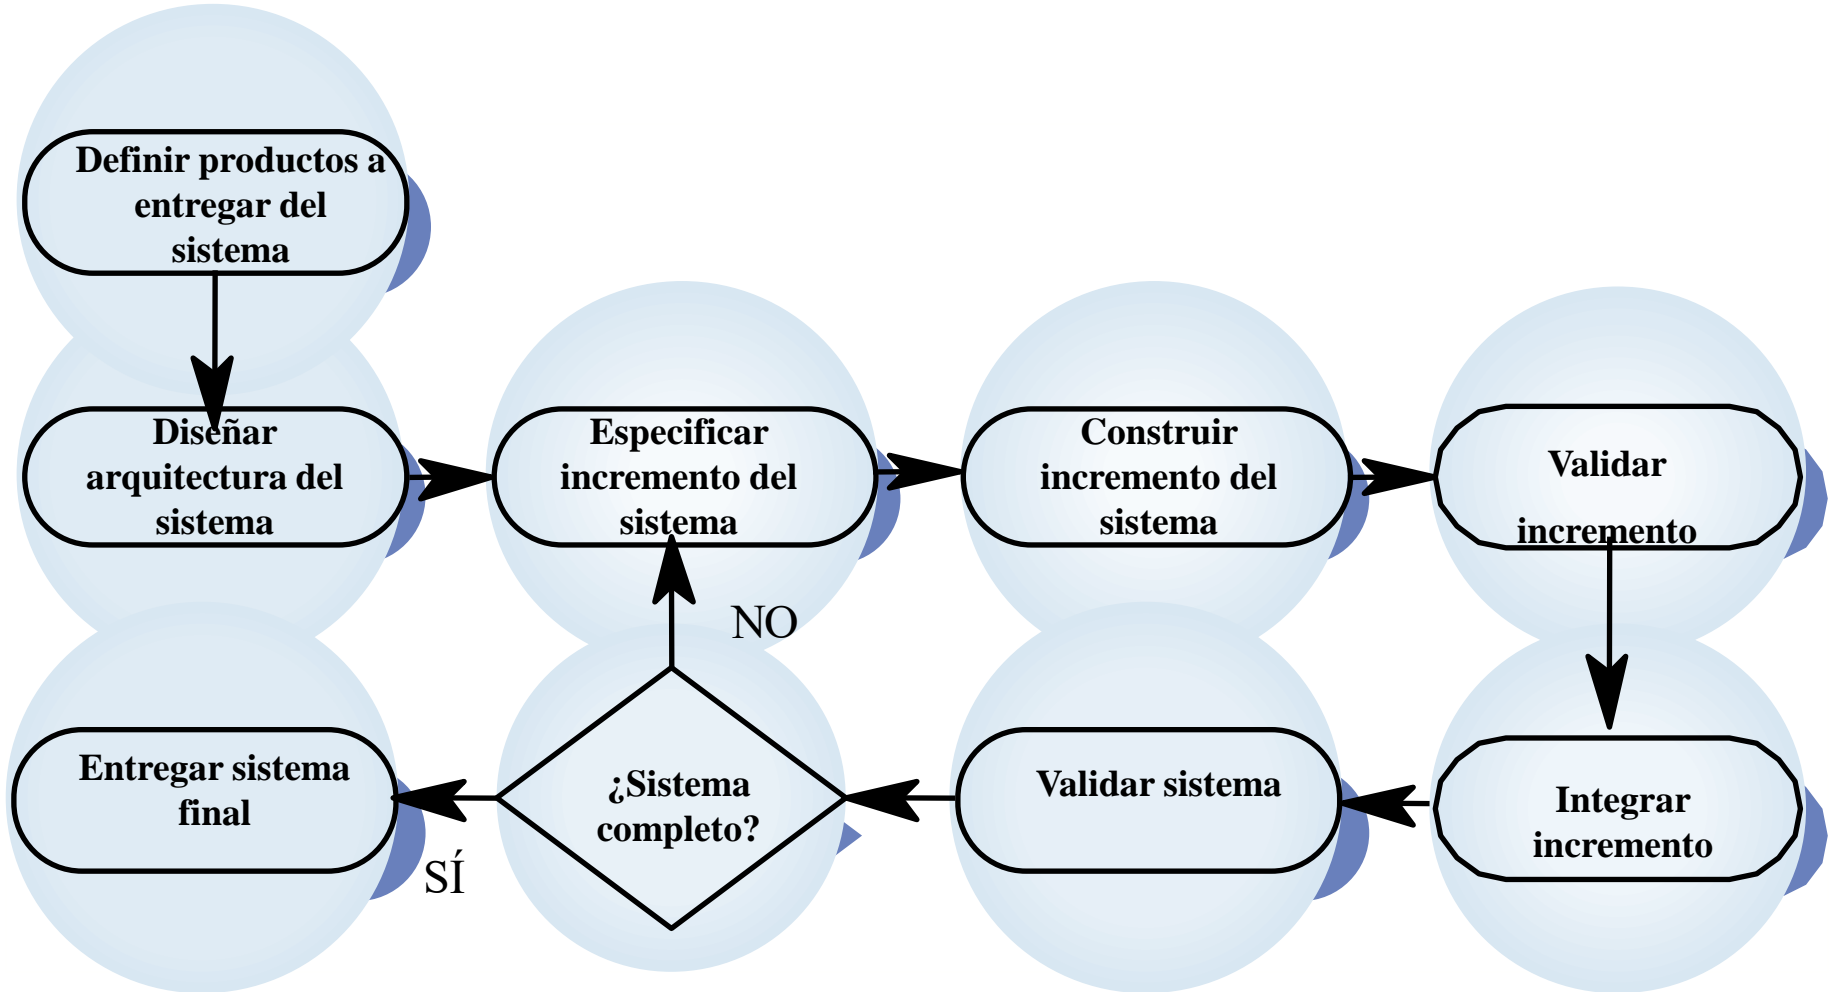 Definir productos a
entregar del
sistema
Diseñar
arquitectura del
sistema
Especificar
incremento del
sistema
Construir
incremento del
sistema
Validar
incremento
NO
Entregar sistema
final
SÍ
¿Sistema
completo?
Validar sistema
Integrar
incremento